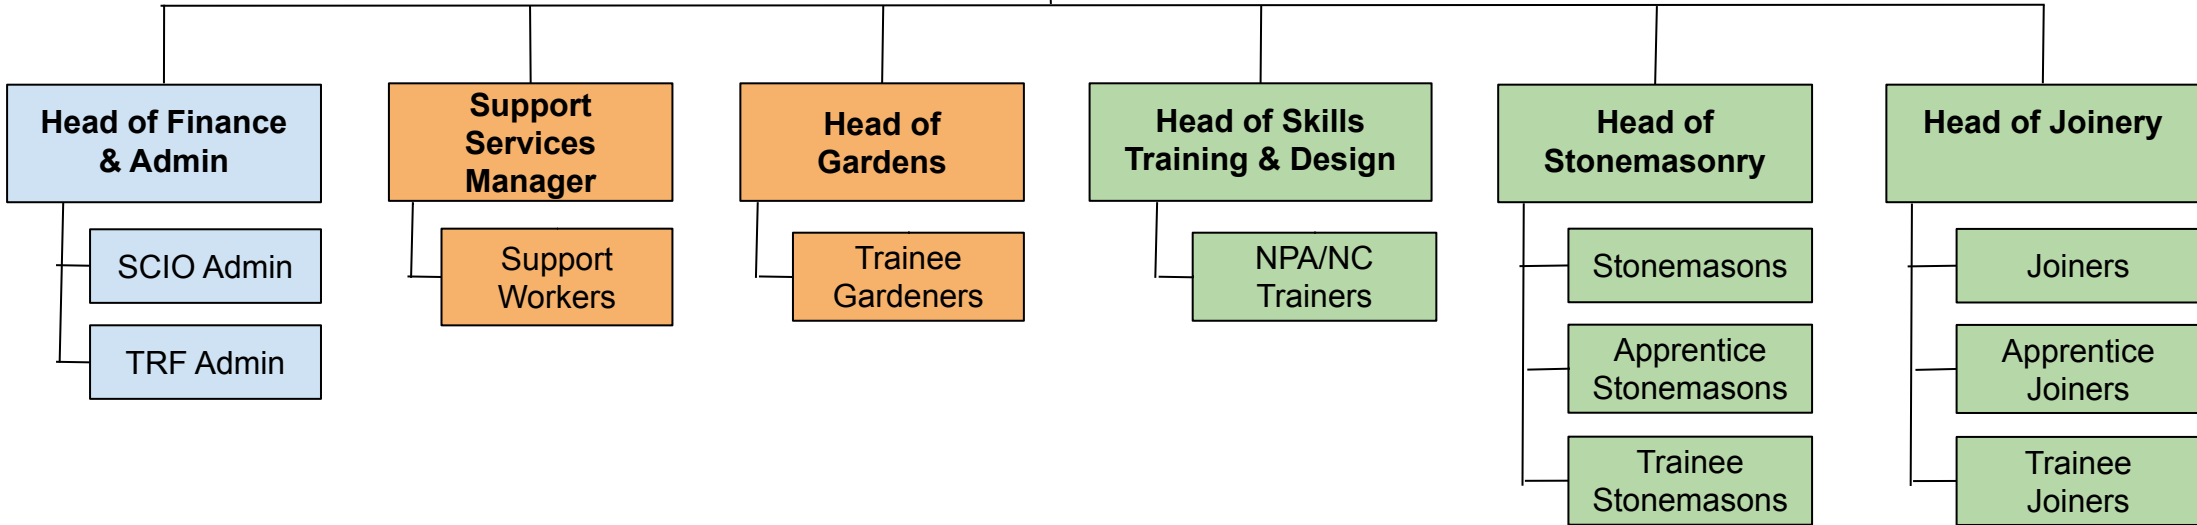 Head of Finance
& Admin
SCIO Admin
TRF Admin
Support
Services
Manager
Support
Workers
Head of
Gardens
Trainee
Gardeners
Head of Skills
Training & Design
NPA/NC
Trainers
Head of
Stonemasonry
Stonemasons
Apprentice
Stonemasons
Trainee
Stonemasons
Head of Joinery
Joiners
Apprentice
Joiners
Trainee
Joiners